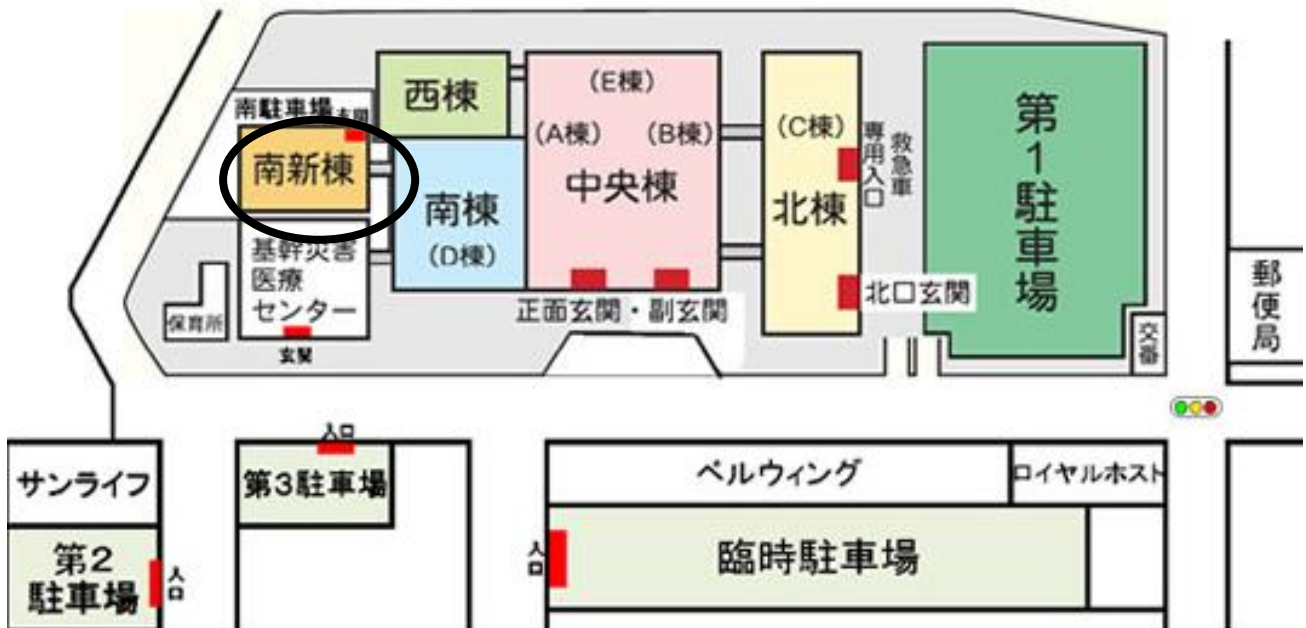 西棟
(E棟)
(A棟)
(B棟)
中央棟
(C棟)
北棟
救急車
専用入口
第1駐車場
南駐車場
玄関
南新棟
南棟
(D棟)
基幹災害
医療
センター
玄関
保育所
正面玄関・副玄関
北口玄関
交番
郵便局
サンライフ
第2
駐車場
入口
入口
第3駐車場
ベルウィング
ロイヤルホスト
入口
臨時駐車場